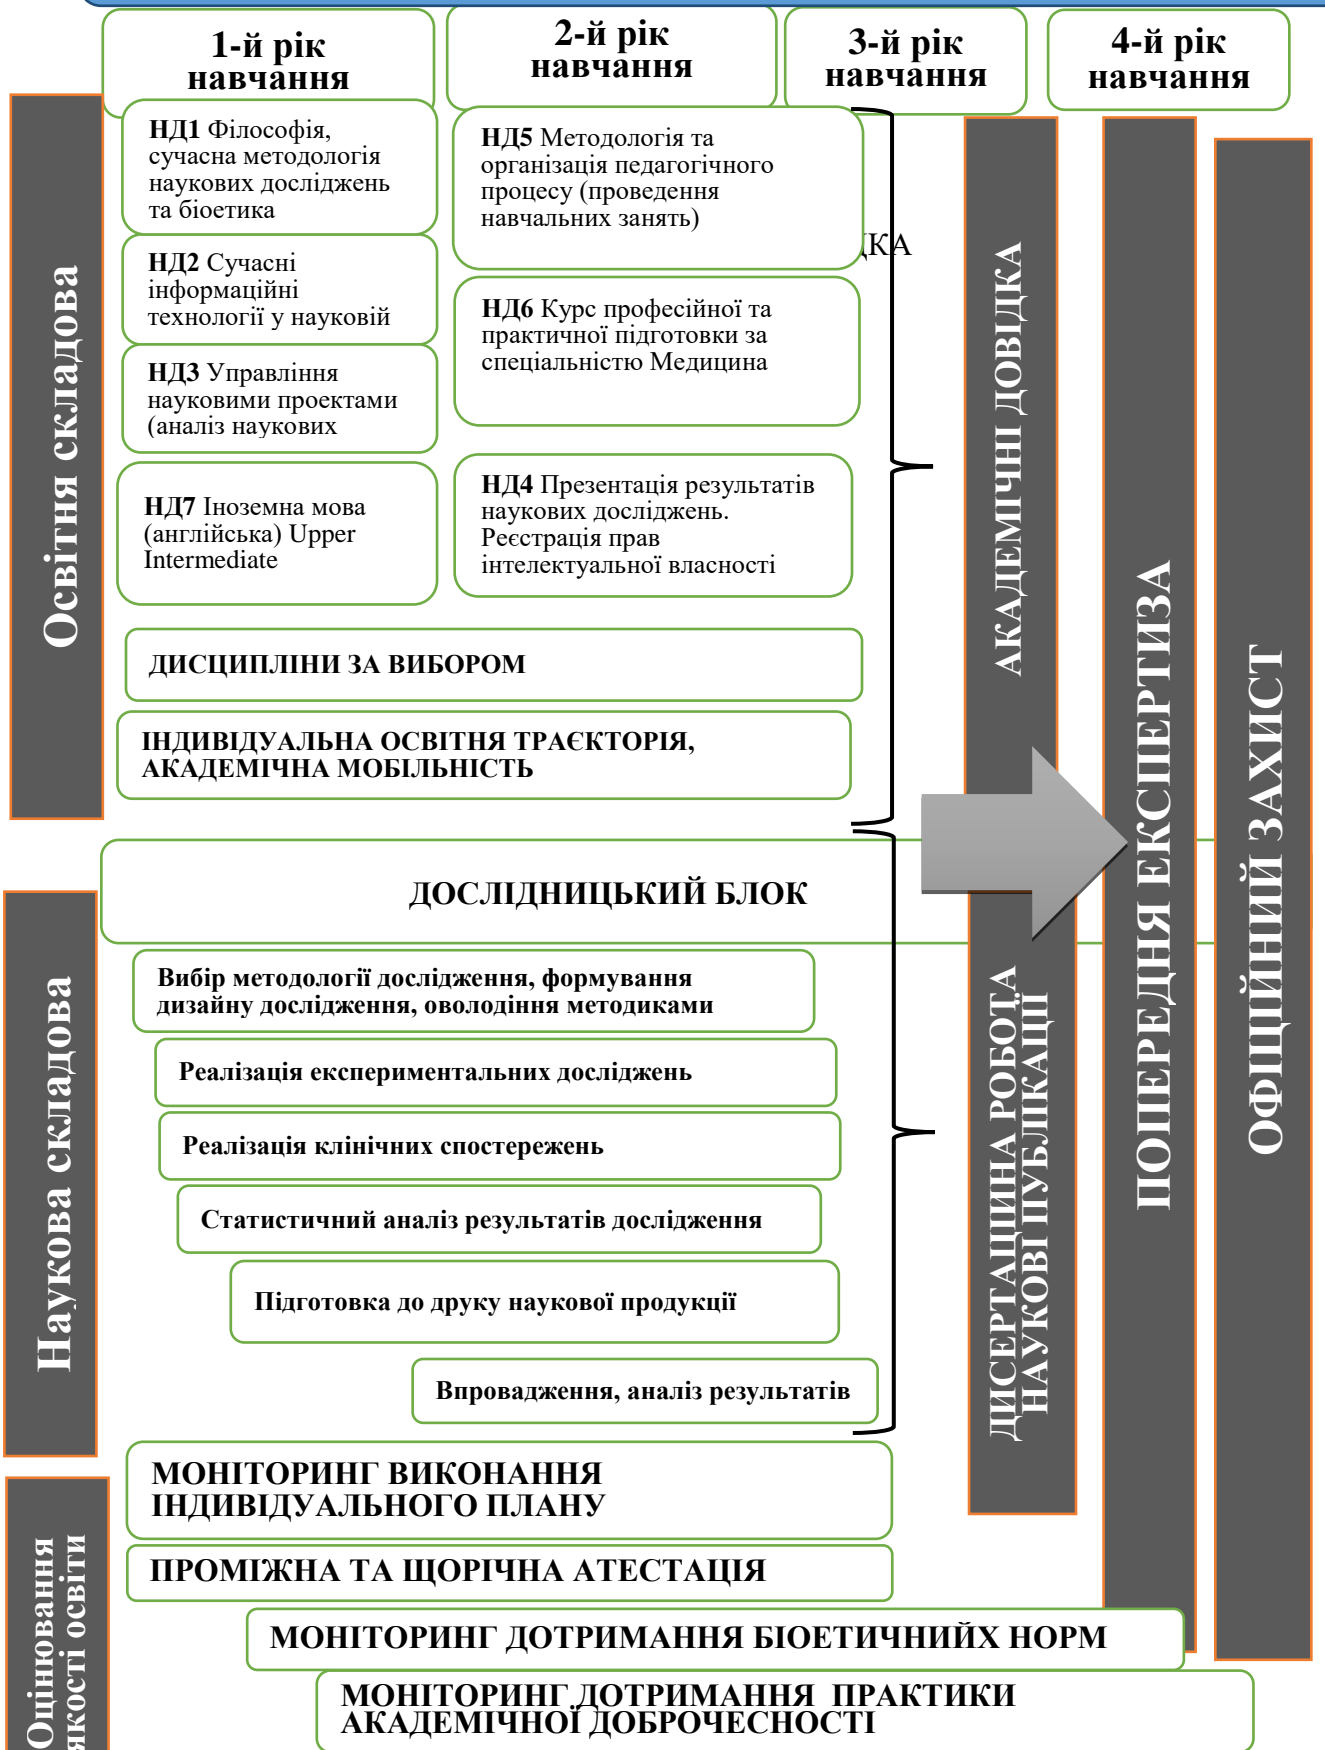 1-й рік
навчання
2-й рік
навчання
3-й рік
навчання
4-й рік
навчання
Освітня складова
НД1 Філософія,
сучасна методологія
наукових досліджень
та біоетика
НД2 Сучасні
інформаційні
технології у науковій
НД3 Управління
науковими проектами
(аналіз наукових
НД7 Іноземна мова
(англійська) Upper
Intermediate
НД5 Методологія та
організація педагогічного
процесу (проведення
навчальних занять)
НД6 Курс професійної та
практичної підготовки за
спеціальністю Медицина
НД4 Презентація результатів
наукових досліджень.
Реєстрація прав
інтелектуальної власності
ДИСЦИПЛІНИ ЗА ВИБОРОМ
ІНДИВІДУАЛЬНА ОСВІТНЯ ТРАЄКТОРІЯ,
АКАДЕМІЧНА МОБІЛЬНІСТЬ
КА
АКАДЕМІЧНІ ДОВІДКА
ПОПЕРЕДНЯ ЕКСПЕРТИЗА
ОФІЦІЙНИЙ ЗАХИСТ
Наукова складова
ДОСЛІДНИЦЬКИЙ БЛОК
Вибір методології дослідження, формування
дизайну дослідження, оволодіння методиками
Реалізація експериментальних досліджень
Реалізація клінічних спостережень
Статистичний аналіз результатів дослідження
Підготовка до друку наукової продукції
Впровадження, аналіз результатів
ДИСЕРТАЦІЙНА РОБОТА
НАУКОВІ ПУБЛІКАЦІЇ
Оцінювання
якості освіти
МОНІТОРИНГ ВИКОНАННЯ
ІНДИВІДУАЛЬНОГО ПЛАНУ
ПРОМІЖНА ТА ЩОРІЧНА АТЕСТАЦІЯ
МОНІТОРИНГ ДОТРИМАННЯ БІОЕТИЧНИЙХ НОРМ
МОНІТОРИНГ ДОТРИМАННЯ ПРАКТИКИ
АКАДЕМІЧНОЇ ДОБРОЧЕСНОСТІ